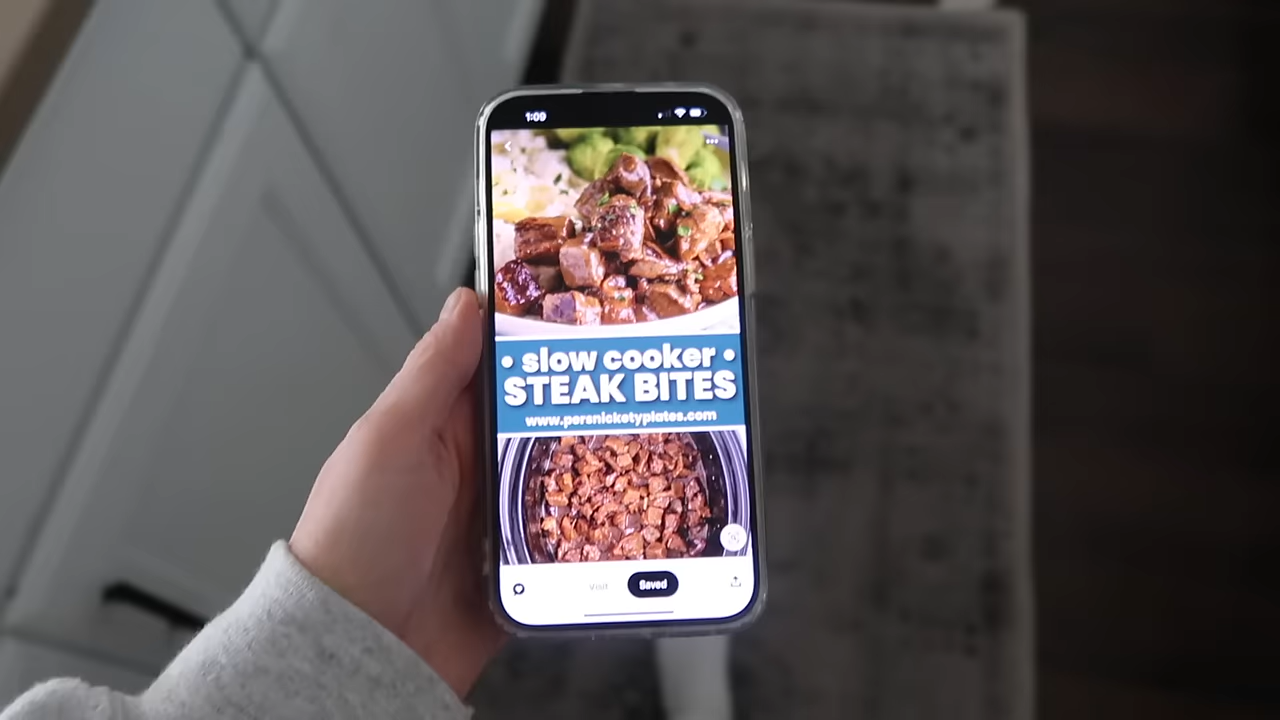 1:09
• slow cooker •
STEAK BITES
www.persnicketyplates.com
Visit Saved